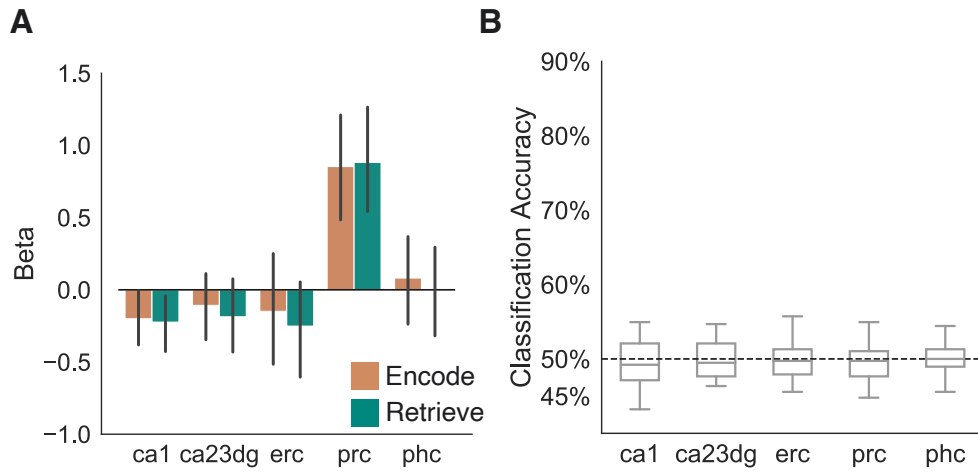 A
Beta
1.5
1.0
0.5
0.0
−0.5
−1.0
ca1 ca23dg erc prc phc
Encode
Retrieve
B
Classification Accuracy
90%
80%
70%
60%
50%
45%
ca1 ca23dg erc prc phc